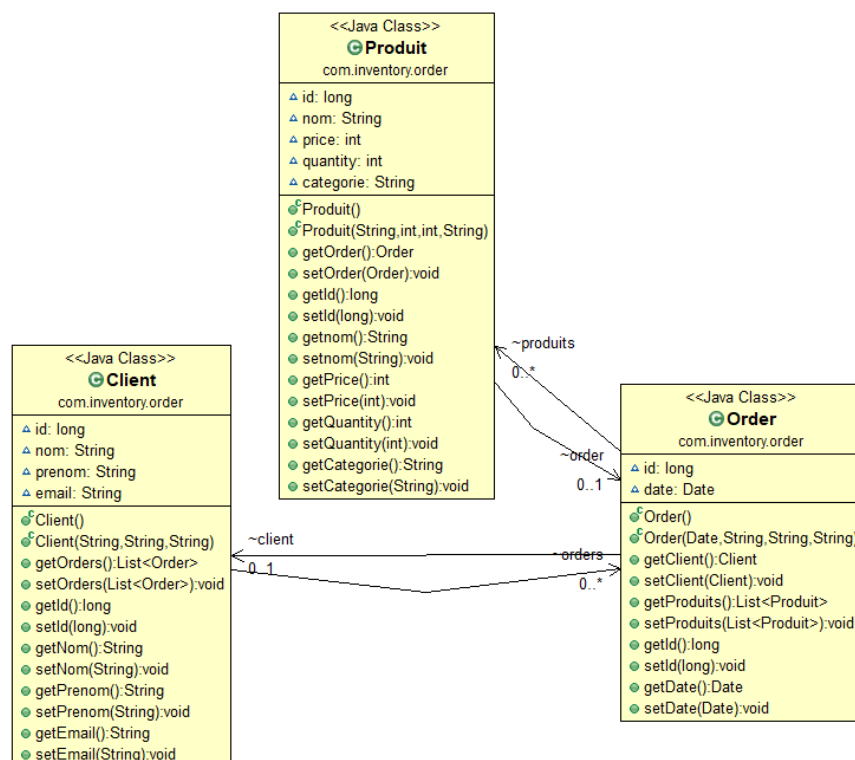 <<Java Class>>
Produit
com.inventory.order
id: long
nom: String
price: int
quantity: int
categorie: String
Produit()
Produit(String,int,int,String)
getOrder():Order
setOrder(Order):void
getId():long
setId(long):void
getnom():String
setnom(String):void
getPrice():int
setPrice(int):void
getQuantity():int
setQuantity(int):void
getCategorie():String
setCategorie(String):void
~produits
0..*
~order
0..1
<<Java Class>>
Client
com.inventory.order
id: long
nom: String
prenom: String
email: String
Client()
Client(String,String,String)
getOrders():List<Order>
setOrders(List<Order>):void
getId():long
setId(long):void
getNom():String
setNom(String):void
getPrenom():String
setPrenom(String):void
getEmail():String
setEmail(String):void
~client
0..1
~orders
0..*
<<Java Class>>
Order
com.inventory.order
id: long
date: Date
Order()
Order(Date,String,String,String)
getClient():Client
setClient(Client):void
getProduits():List<Produit>
setProduits(List<Produit>):void
getId():long
setId(long):void
getDate():Date
setDate(Date):void